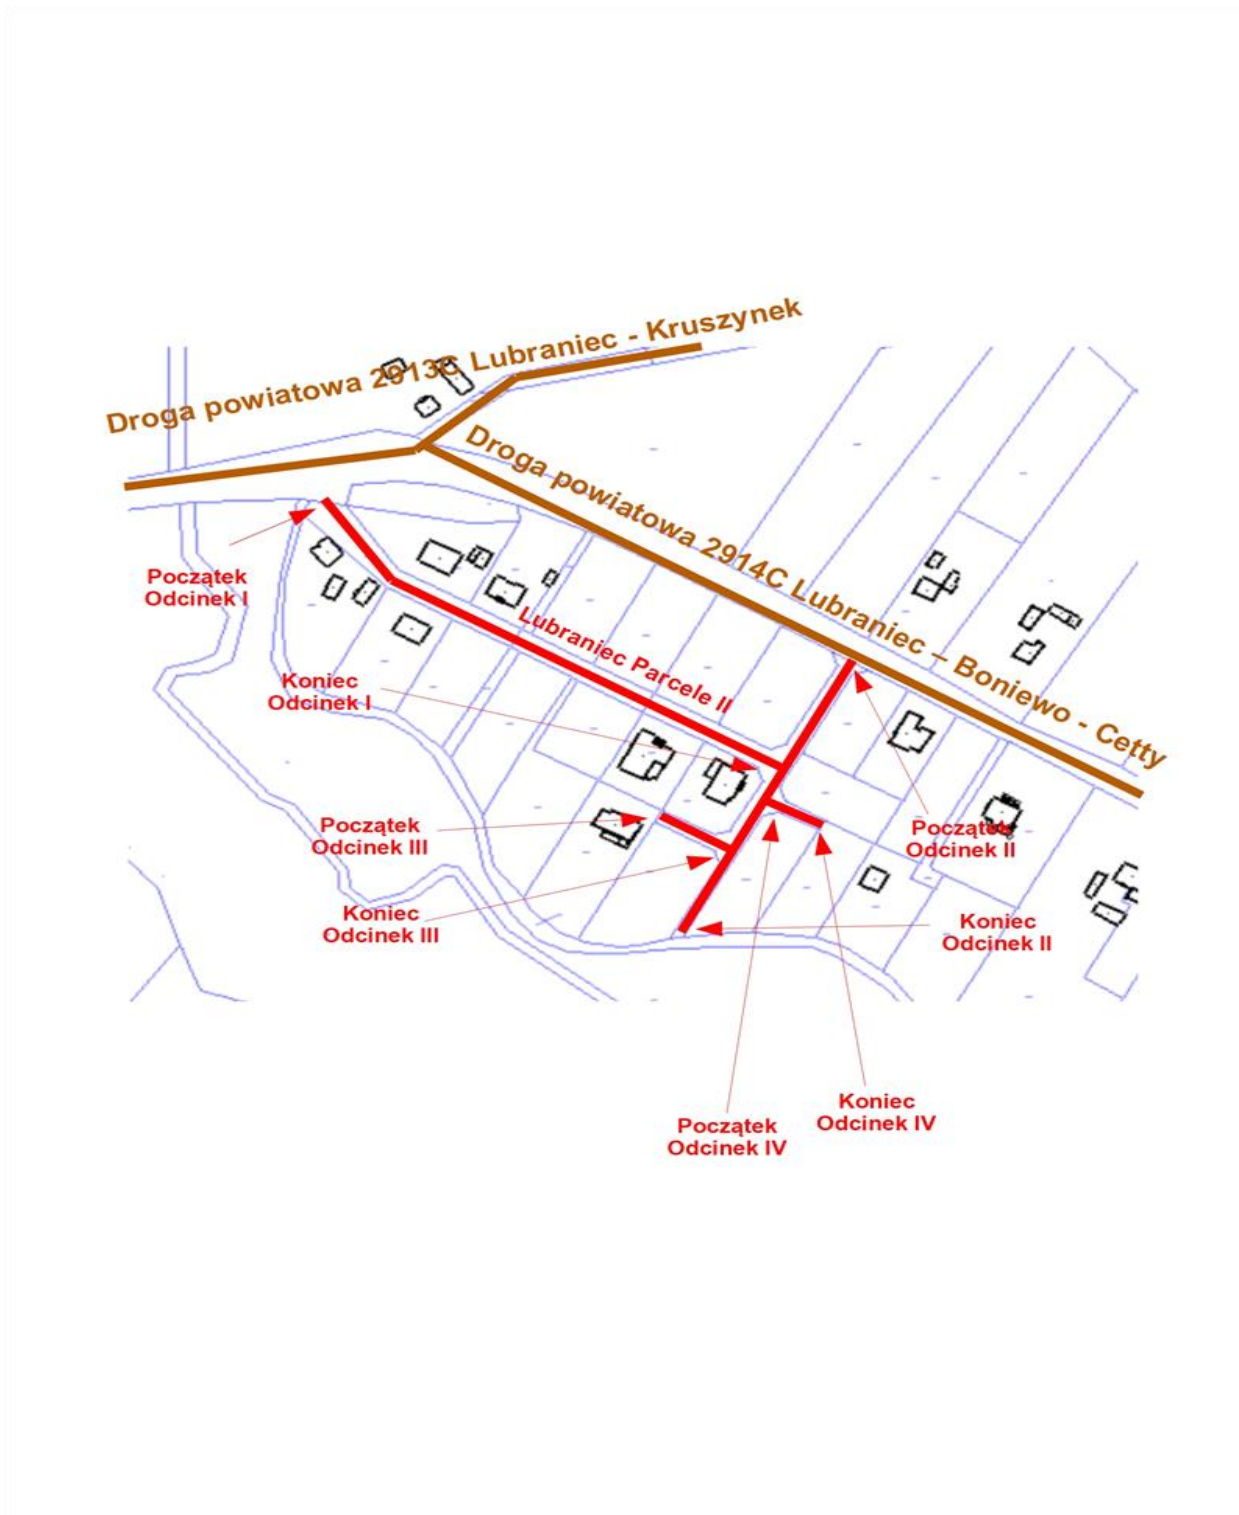 Droga powiatowa 2913C Lubraniec - Kruszynek
Droga powiatowa 2914C Lubraniec – Boniewo - Cetty
Początek
Odcinek I
Lubraniec Parcele II
Koniec
Odcinek I
Początek
Odcinek III
Początek
Odcinek II
Koniec
Odcinek III
Koniec
Odcinek II
Koniec
Odcinek IV
Początek
Odcinek IV